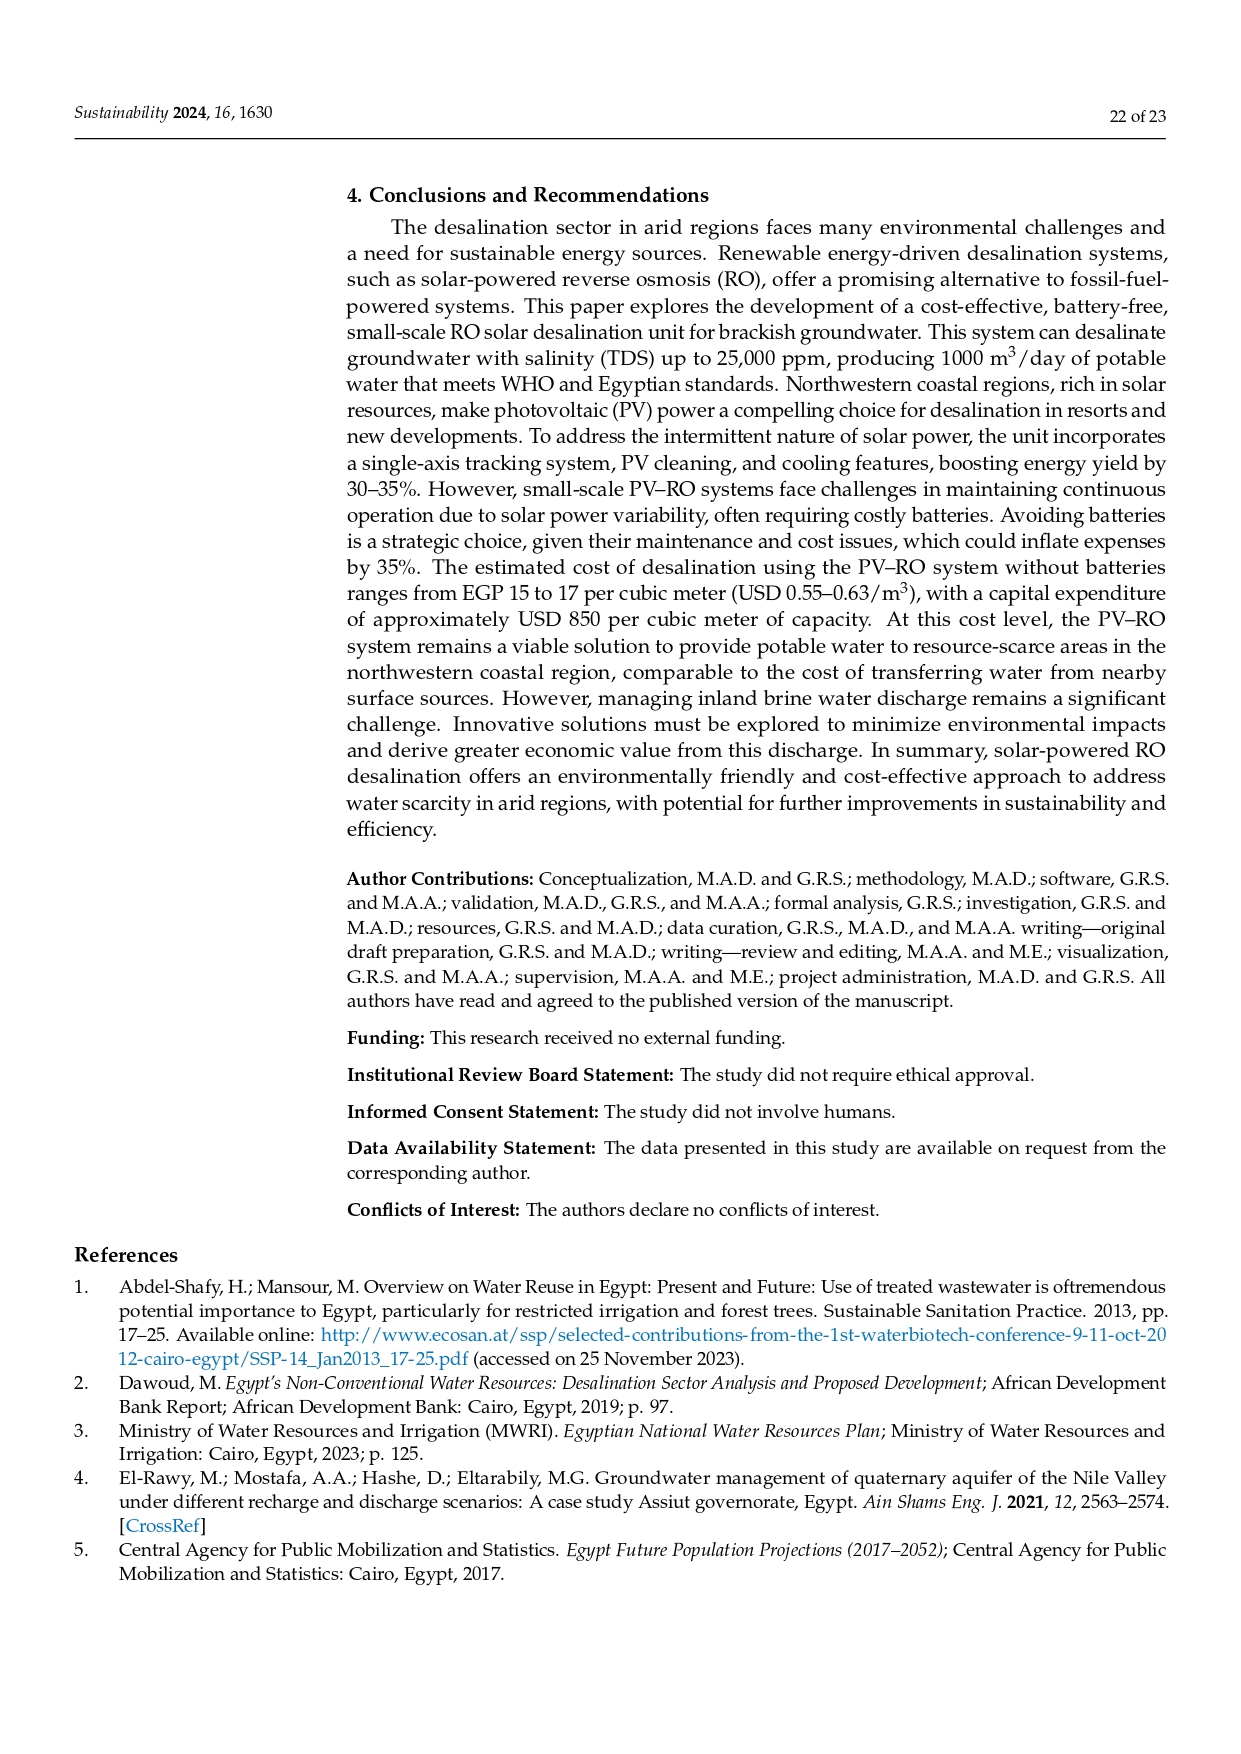 Sustainability 2024, 16, 1630
22 of 23
4. Conclusions and Recommendations
The desalination sector in arid regions faces many environmental challenges and
a need for sustainable energy sources. Renewable energy-driven desalination systems,
such as solar-powered reverse osmosis (RO), offer a promising alternative to fossil-fuel-
powered systems. This paper explores the development of a cost-effective, battery-free,
small-scale RO solar desalination unit for brackish groundwater. This system can desalinate
groundwater with salinity (TDS) up to 25,000 ppm, producing 1000 m³/day of potable
water that meets WHO and Egyptian standards. Northwestern coastal regions, rich in solar
resources, make photovoltaic (PV) power a compelling choice for desalination in resorts and
new developments. To address the intermittent nature of solar power, the unit incorporates
a single-axis tracking system, PV cleaning, and cooling features, boosting energy yield by
30–35%. However, small-scale PV–RO systems face challenges in maintaining continuous
operation due to solar power variability, often requiring costly batteries. Avoiding batteries
is a strategic choice, given their maintenance and cost issues, which could inflate expenses
by 35%. The estimated cost of desalination using the PV–RO system without batteries
ranges from EGP 15 to 17 per cubic meter (USD 0.55–0.63/m³), with a capital expenditure
of approximately USD 850 per cubic meter of capacity. At this cost level, the PV–RO
system remains a viable solution to provide potable water to resource-scarce areas in the
northwestern coastal region, comparable to the cost of transferring water from nearby
surface sources. However, managing inland brine water discharge remains a significant
challenge. Innovative solutions must be explored to minimize environmental impacts
and derive greater economic value from this discharge. In summary, solar-powered RO
desalination offers an environmentally friendly and cost-effective approach to address
water scarcity in arid regions, with potential for further improvements in sustainability and
efficiency.
Author Contributions: Conceptualization, M.A.D. and G.R.S.; methodology, M.A.D.; software, G.R.S.
and M.A.A.; validation, M.A.D., G.R.S., and M.A.A.; formal analysis, G.R.S.; investigation, G.R.S. and
M.A.D.; resources, G.R.S. and M.A.D.; data curation, G.R.S., M.A.D., and M.A.A. writing—original
draft preparation, G.R.S. and M.A.D.; writing—review and editing, M.A.A. and M.E.; visualization,
G.R.S. and M.A.A.; supervision, M.A.A. and M.E.; project administration, M.A.D. and G.R.S. All
authors have read and agreed to the published version of the manuscript.
Funding: This research received no external funding.
Institutional Review Board Statement: The study did not require ethical approval.
Informed Consent Statement: The study did not involve humans.
Data Availability Statement: The data presented in this study are available on request from the
corresponding author.
Conflicts of Interest: The authors declare no conflicts of interest.
References
1. Abdel-Shafy, H.; Mansour, M. Overview on Water Reuse in Egypt: Present and Future: Use of treated wastewater is oftremendous
potential importance to Egypt, particularly for restricted irrigation and forest trees. Sustainable Sanitation Practice. 2013, pp.
17–25. Available online: http://www.ecosan.at/ssp/selected-contributions-from-the-1st-waterbiotech-conference-9-11-oct-20
12-cairo-egypt/SSP-14_Jan2013_17-25.pdf (accessed on 25 November 2023).
2. Dawoud, M. Egypt’s Non-Conventional Water Resources: Desalination Sector Analysis and Proposed Development; African Development
Bank Report; African Development Bank: Cairo, Egypt, 2019; p. 97.
3. Ministry of Water Resources and Irrigation (MWRI). Egyptian National Water Resources Plan; Ministry of Water Resources and
Irrigation: Cairo, Egypt, 2023; p. 125.
4. El-Rawy, M.; Mostafa, A.A.; Hashe, D.; Eltarabily, M.G. Groundwater management of quaternary aquifer of the Nile Valley
under different recharge and discharge scenarios: A case study Assiut governorate, Egypt. Ain Shams Eng. J. 2021, 12, 2563–2574.
[CrossRef]
5. Central Agency for Public Mobilization and Statistics. Egypt Future Population Projections (2017–2052); Central Agency for Public
Mobilization and Statistics: Cairo, Egypt, 2017.